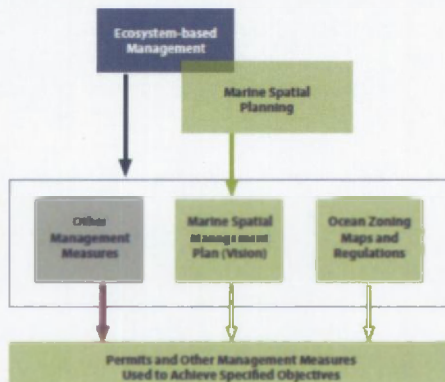 Ecosystem-based
Management
Marine Spatial
Planning
Other
Management
Measures
Marine Spatial
Management
Plan (Vision)
Ocean Zoning
Maps and
Regulations
Permits and Other Management Measures
Used to Achieve Specified Objectives